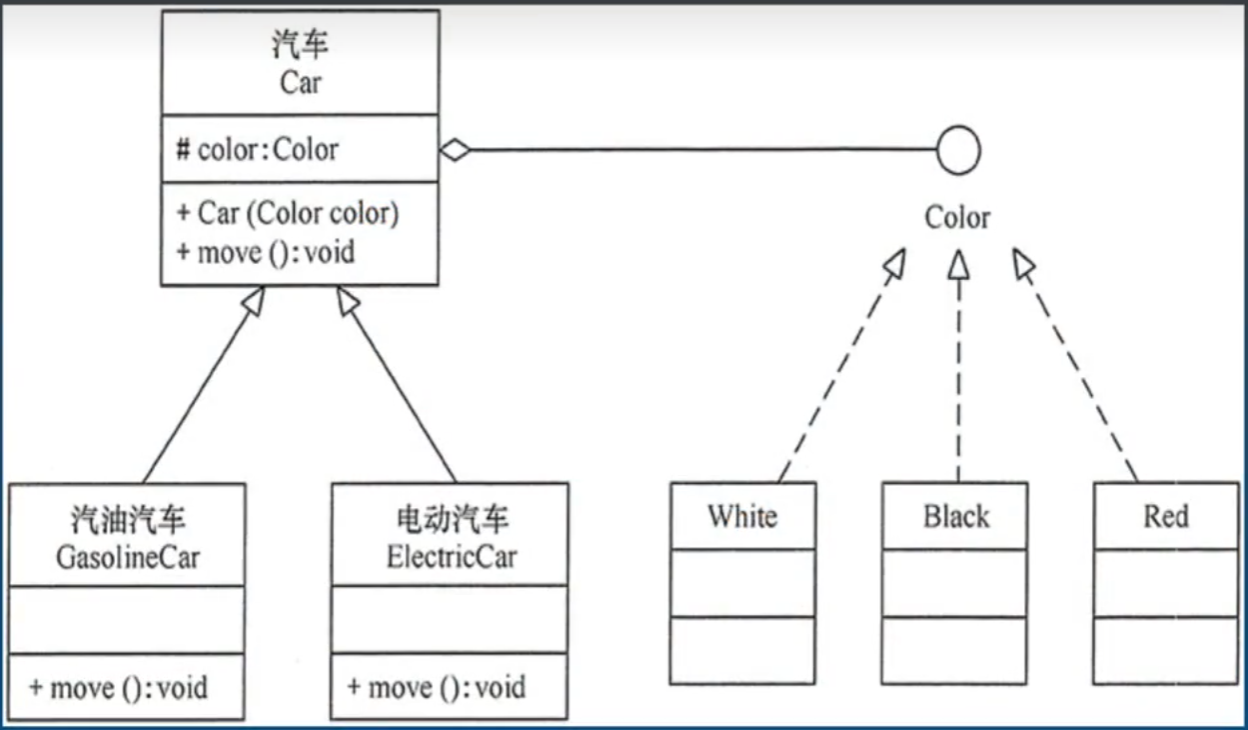 汽车
Car
# color:Color
+ Car (Color color)
+ move ():void
Color
汽油汽车
GasolineCar
+ move ():void
电动汽车
ElectricCar
+ move ():void
White
Black
Red